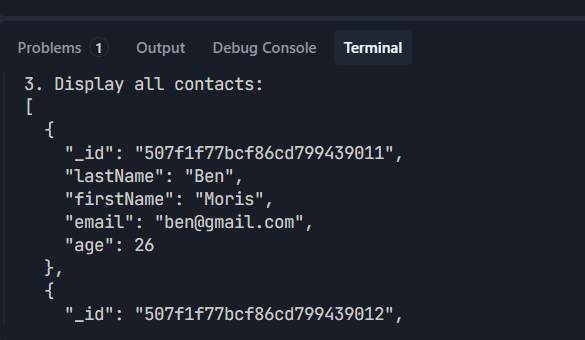 Problems 1 Output Debug Console Terminal
3. Display all contacts:
[
  {
    "_id": "507f1f77bcf86cd799439011",
    "lastName": "Ben",
    "firstName": "Moris",
    "email": "ben@gmail.com",
    "age": 26
  },
  {
    "_id": "507f1f77bcf86cd799439012",